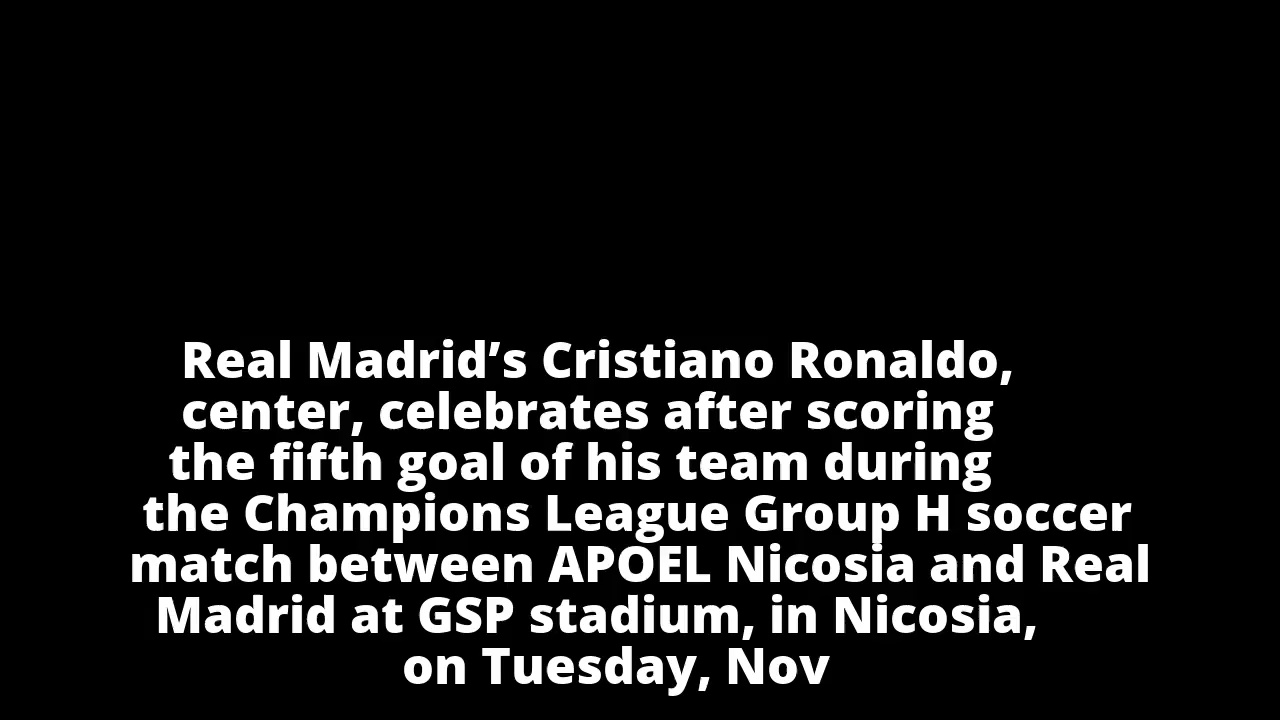 Real Madrid’s Cristiano Ronaldo,
center, celebrates after scoring
the fifth goal of his team during
the Champions League Group H soccer
match between APOEL Nicosia and Real
Madrid at GSP stadium, in Nicosia,
on Tuesday, Nov